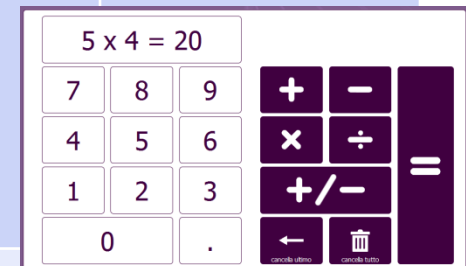 5 x 4 = 20
7 8 9 + −
4 5 6 × ÷ =
1 2 3 +/−
0 . ←
cancella ultimo cancella tutto